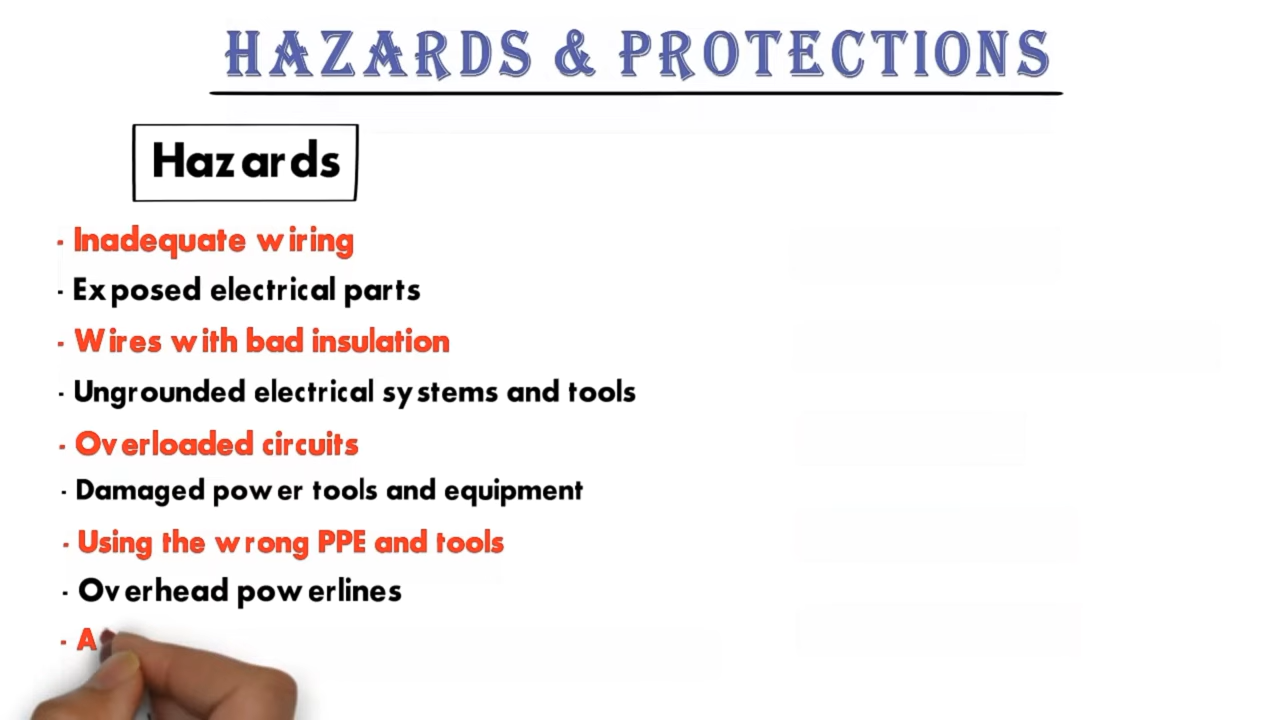 HAZARDS & PROTECTIONS
Hazards
- Inadequate wiring
- Exposed electrical parts
- Wires with bad insulation
- Ungrounded electrical systems and tools
- Overloaded circuits
- Damaged power tools and equipment
- Using the wrong PPE and tools
- Overhead powerlines
- A